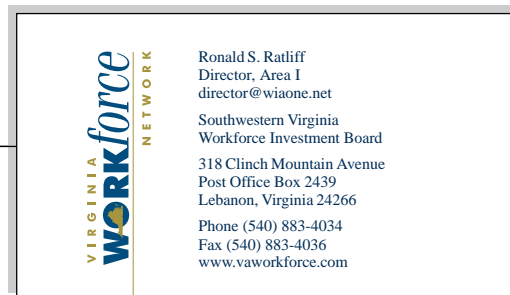 VIRGINIA
WORKforce
NETWORK
Ronald S. Ratliff
Director, Area I
director@wiaone.net
Southwestern Virginia
Workforce Investment Board
318 Clinch Mountain Avenue
Post Office Box 2439
Lebanon, Virginia 24266
Phone (540) 883-4034
Fax (540) 883-4036
www.vaworkforce.com